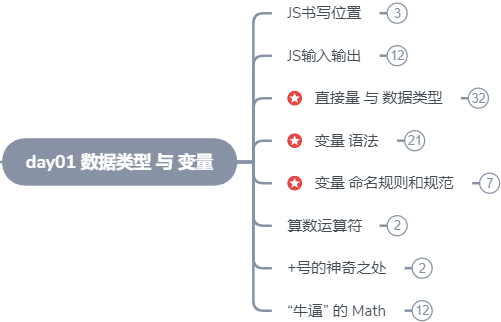 JS书写位置 3
JS输入输出 12
直接量 与 数据类型 32
变量 语法 21
day01 数据类型 与 变量
变量 命名规则和规范 7
算数运算符 2
+号的神奇之处 2
“牛逼” 的 Math 12